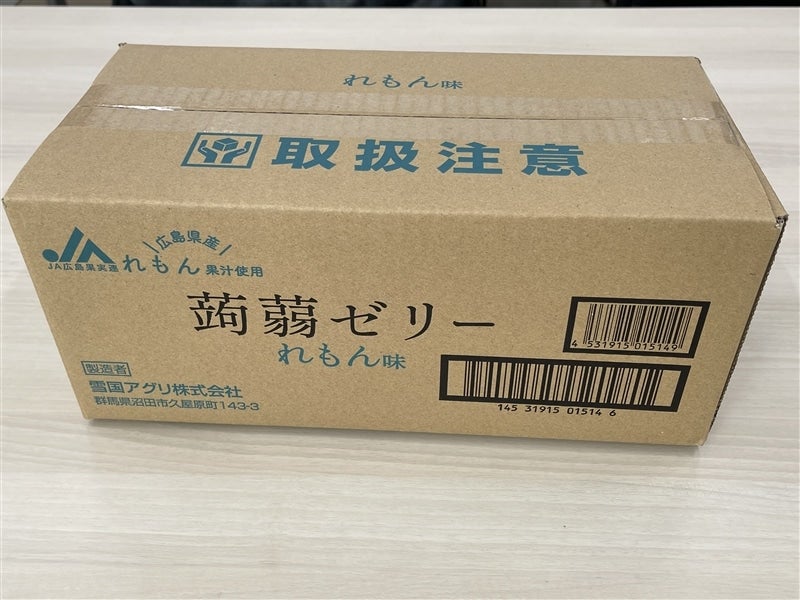 れもん味
取扱注意
\広島県産/
JA広島果実連
れもん果汁使用
蒟蒻ゼリー
れもん味
4 531915 015149
製造者
雪国アグリ株式会社
群馬県沼田市久屋原町143-3
145 31915 01514 6